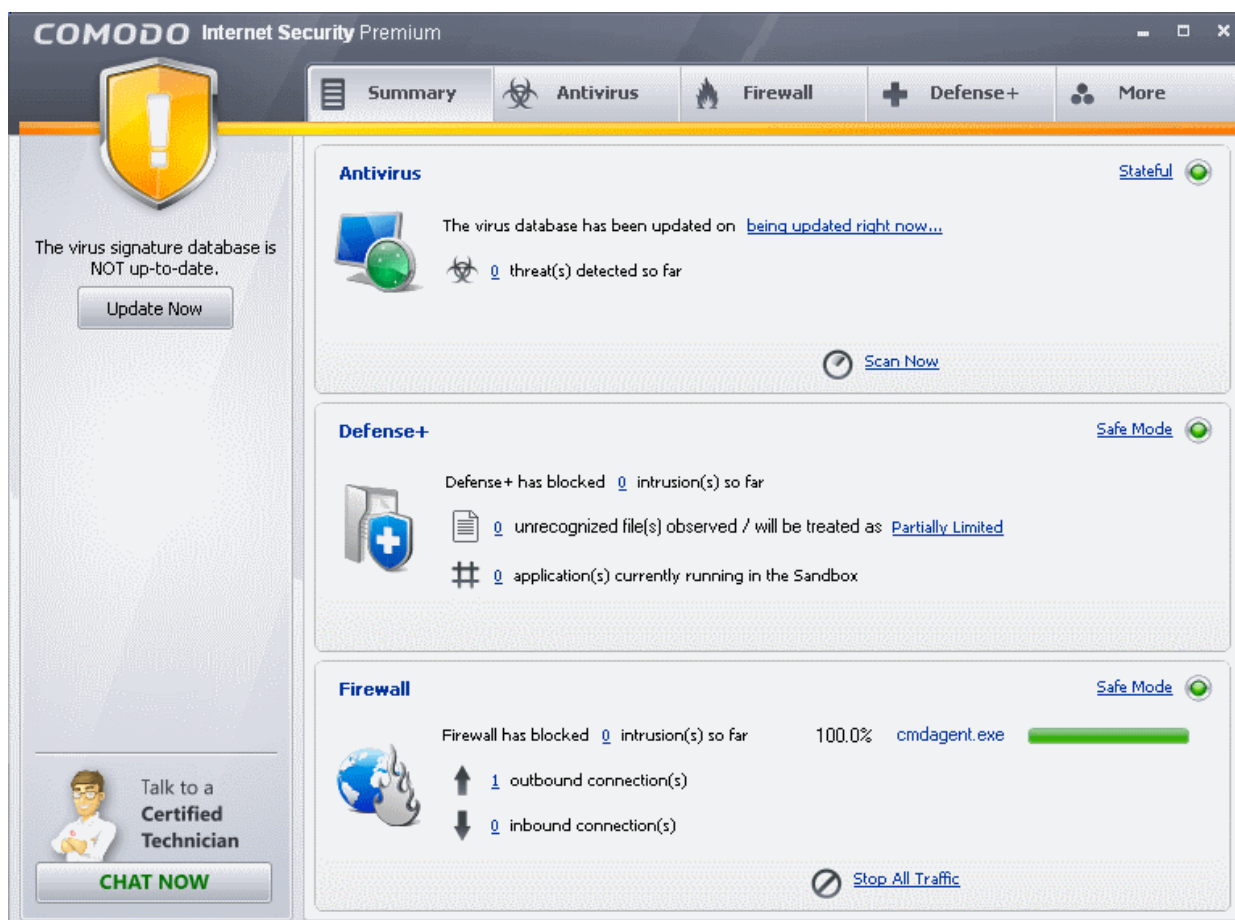 COMODO Internet Security Premium
Summary
Antivirus
Firewall
Defense+
More
The virus signature database is
NOT up-to-date.
Update Now
Antivirus
Stateful
The virus database has been updated on being updated right now...
0 threat(s) detected so far
Scan Now
Defense+
Safe Mode
Defense+ has blocked 0 intrusion(s) so far
0 unrecognized file(s) observed / will be treated as Partially Limited
0 application(s) currently running in the Sandbox
Firewall
Safe Mode
Firewall has blocked 0 intrusion(s) so far
100.0% cmdagent.exe
1 outbound connection(s)
0 inbound connection(s)
Stop All Traffic
Talk to a
Certified
Technician
CHAT NOW